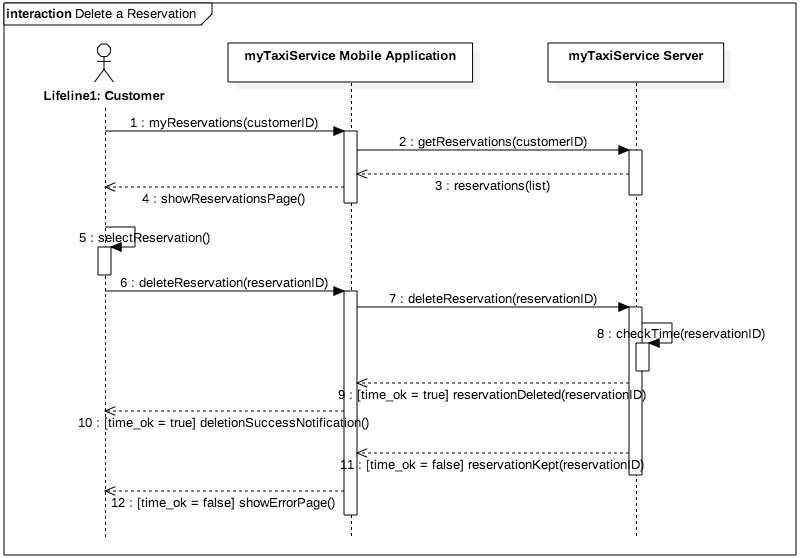 interaction Delete a Reservation
myTaxiService Mobile Application
myTaxiService Server
Lifeline1: Customer
1 : myReservations(customerID)
2 : getReservations(customerID)
3 : reservations(list)
4 : showReservationsPage()
5 : selectReservation()
6 : deleteReservation(reservationID)
7 : deleteReservation(reservationID)
8 : checkTime(reservationID)
9 : [time_ok = true] reservationDeleted(reservationID)
10 : [time_ok = true] deletionSuccessNotification()
11 : [time_ok = false] reservationKept(reservationID)
12 : [time_ok = false] showErrorPage()